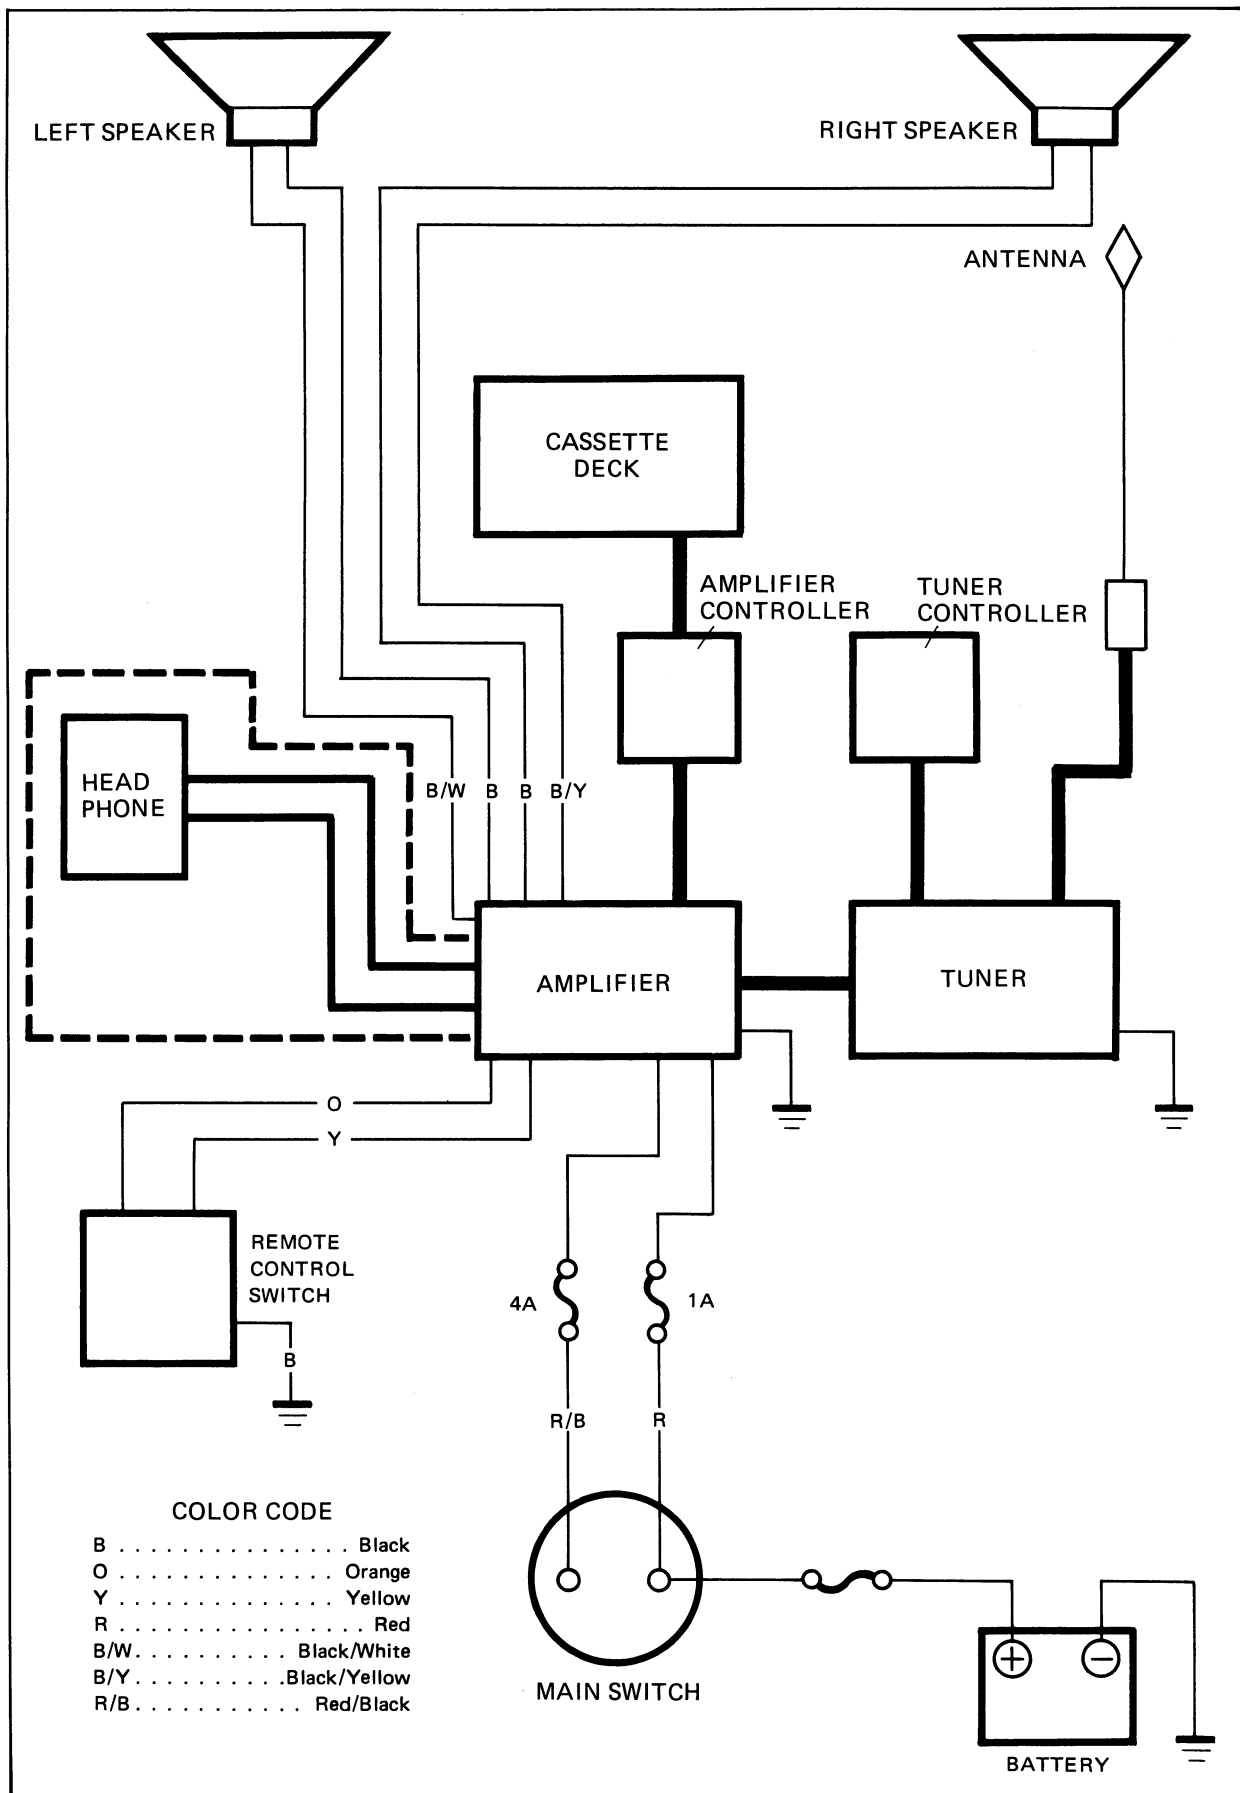 LEFT SPEAKER
RIGHT SPEAKER
ANTENNA
CASSETTE
DECK
AMPLIFIER
CONTROLLER
TUNER
CONTROLLER
HEAD
PHONE
B/W
B
B
B/Y
AMPLIFIER
TUNER
O
Y
REMOTE
CONTROL
SWITCH
B
4A
1A
R/B
R
COLOR CODE
B . . . . . . . . . . . . . . . . Black
O . . . . . . . . . . . . . . Orange
Y . . . . . . . . . . . . . . Yellow
R . . . . . . . . . . . . . . . . Red
B/W . . . . . . . . . . Black/White
B/Y . . . . . . . . . . Black/Yellow
R/B . . . . . . . . . . . Red/Black
MAIN SWITCH
+
−
BATTERY